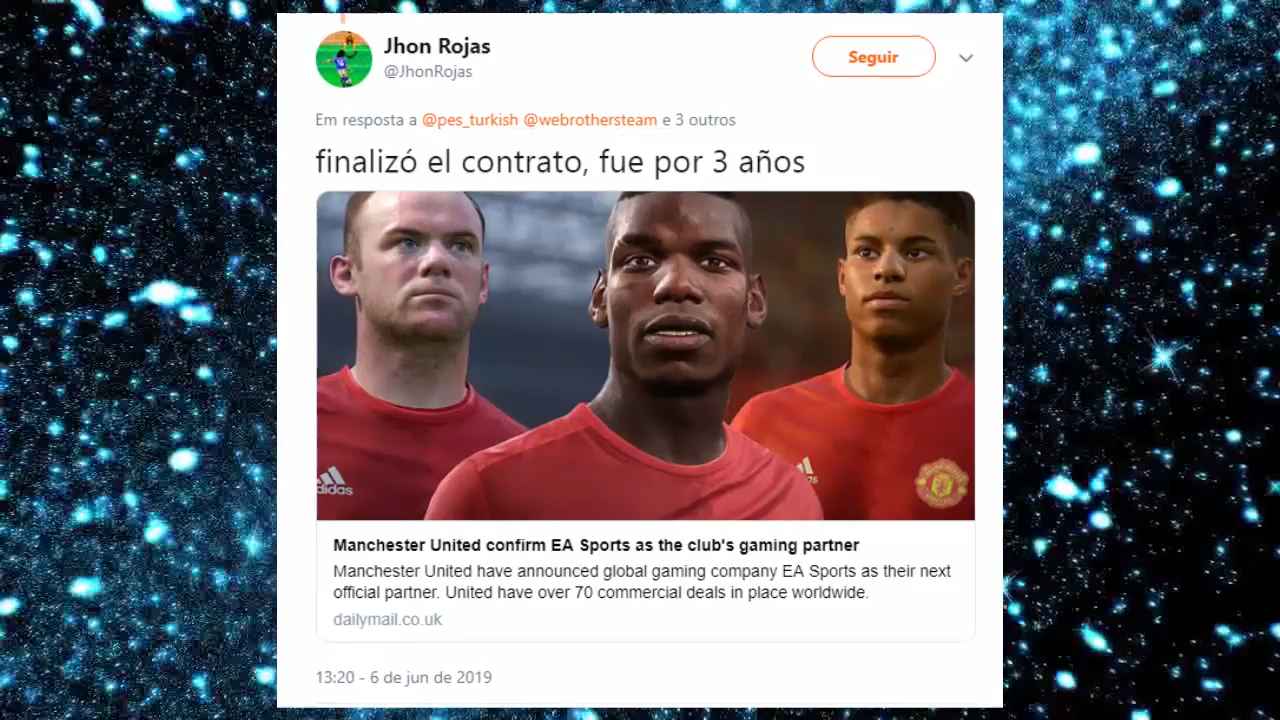 Jhon Rojas
@JhonRojas
Seguir
Em resposta a @pes_turkish @webrothersteam e 3 outros
finalizó el contrato, fue por 3 años
adidas
Manchester United confirm EA Sports as the club's gaming partner
Manchester United have announced global gaming company EA Sports as their next
official partner. United have over 70 commercial deals in place worldwide.
dailymail.co.uk
13:20 - 6 de jun de 2019